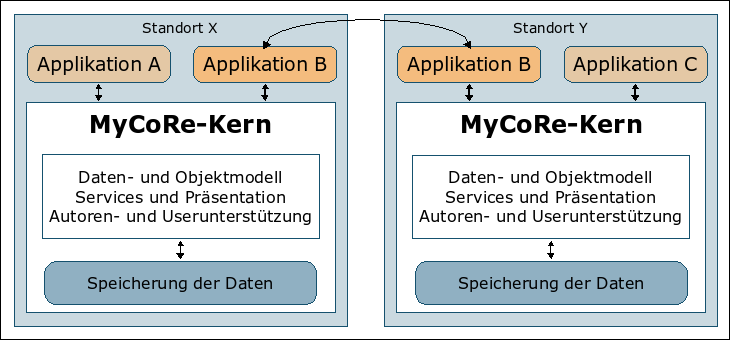 Standort X
Applikation A
Applikation B
MyCoRe-Kern
Daten- und Objektmodell
Services und Präsentation
Autoren- und Userunterstützung
Speicherung der Daten
Standort Y
Applikation B
Applikation C
MyCoRe-Kern
Daten- und Objektmodell
Services und Präsentation
Autoren- und Userunterstützung
Speicherung der Daten